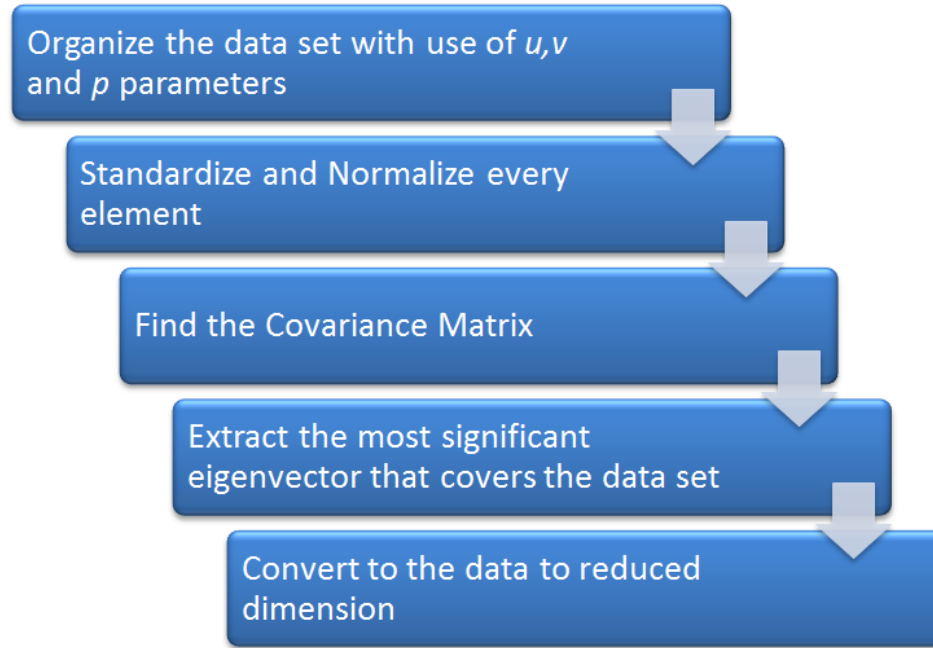 Organize the data set with use of u,v
and p parameters
Standardize and Normalize every
element
Find the Covariance Matrix
Extract the most significant
eigenvector that covers the data set
Convert to the data to reduced
dimension